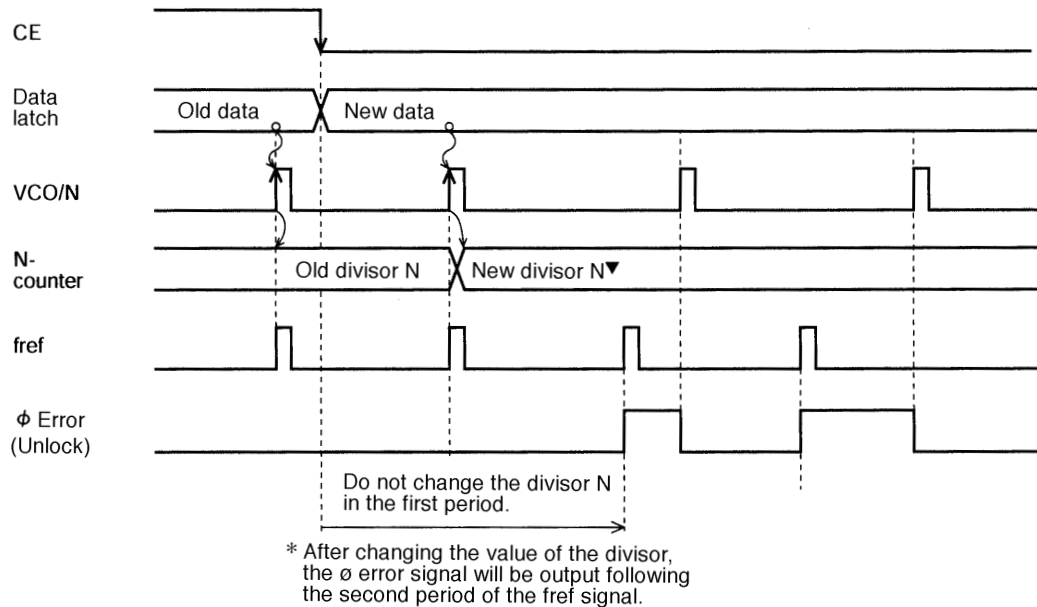 CE
Data
latch
Old data
New data
VCO/N
N-
counter
Old divisor N
New divisor N▼
fref
ϕ Error
(Unlock)
Do not change the divisor N
in the first period.
* After changing the value of the divisor,
the ø error signal will be output following
the second period of the fref signal.